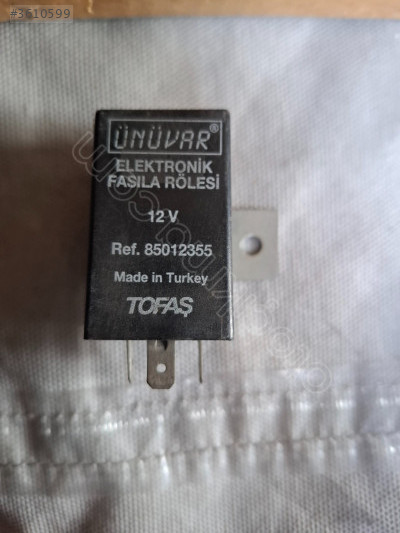 #3610599
ÜNÜVAR®
ELEKTRONİK
FASILA RÖLESİ
12 V
Ref. 85012355
Made in Turkey
TOFAŞ